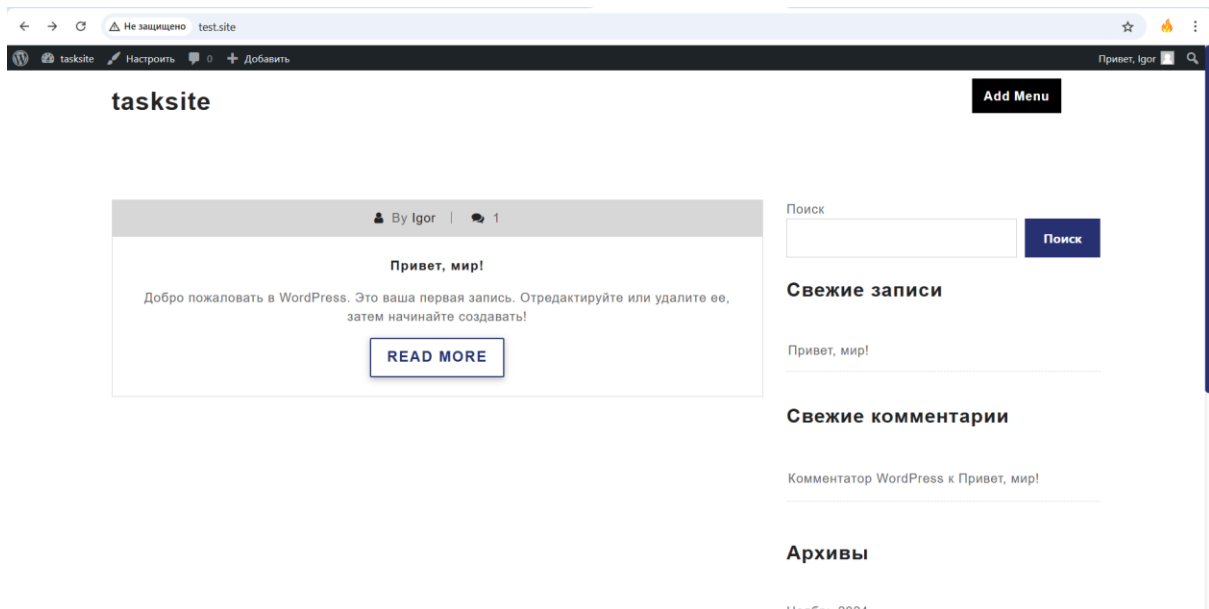 Не защищено test.site
tasksite Настроить 0 Добавить Привет, Igor
tasksite
Add Menu
By Igor | 1
Привет, мир!
Добро пожаловать в WordPress. Это ваша первая запись. Отредактируйте или удалите ее,
затем начинайте создавать!
READ MORE
Поиск
Поиск
Свежие записи
Привет, мир!
Свежие комментарии
Комментатор WordPress к Привет, мир!
Архивы